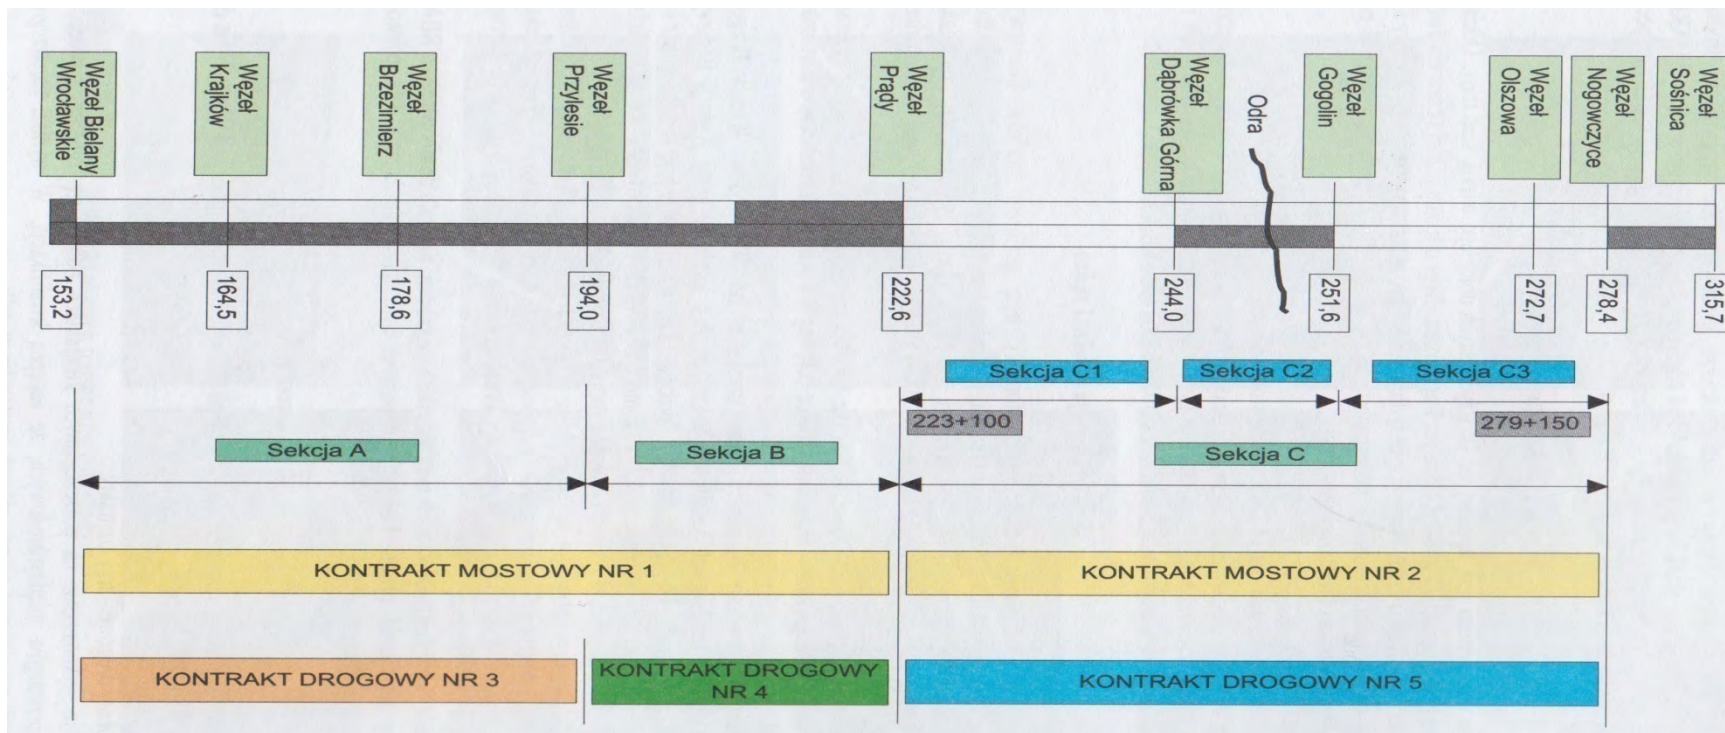 Węzeł Bielany
Wrocławskie
Węzeł
Krajków
Węzeł
Brzezimierz
Węzeł
Przylesie
Węzeł
Prądy
Węzeł
Dąbrówka Górna
Odra
Węzeł
Gogolin
Węzeł
Olszowa
Węzeł
Nogowczyce
Węzeł
Sośnica
153,2
164,5
178,6
194,0
222,6
244,0
251,6
272,7
278,4
315,7
Sekcja C1
Sekcja C2
Sekcja C3
223+100
279+150
Sekcja A
Sekcja B
Sekcja C
KONTRAKT MOSTOWY NR 1
KONTRAKT MOSTOWY NR 2
KONTRAKT DROGOWY NR 3
KONTRAKT DROGOWY
NR 4
KONTRAKT DROGOWY NR 5